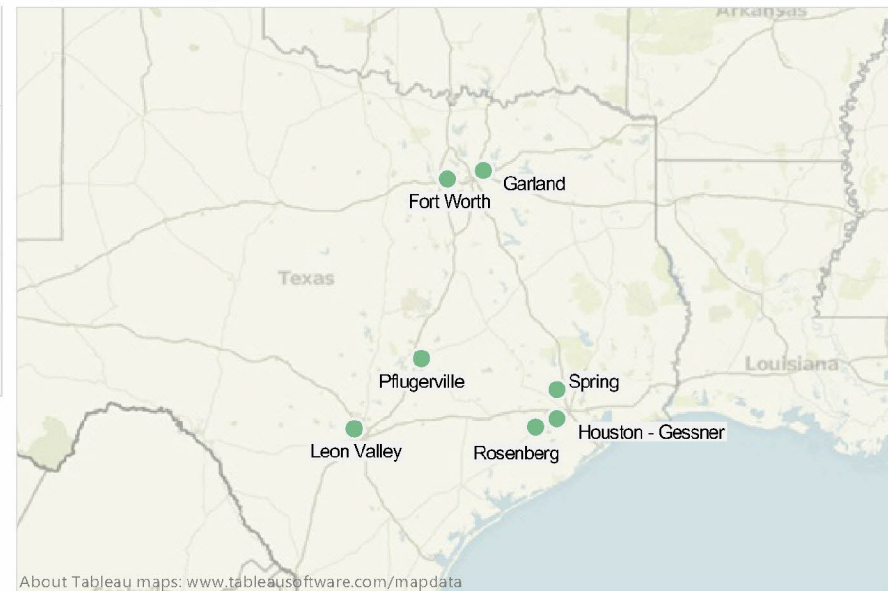 Arkansas
Garland
Fort Worth
Texas
Louisiana
Pflugerville
Spring
Houston - Gessner
Leon Valley
Rosenberg
About Tableau maps: www.tableausoftware.com/mapdata